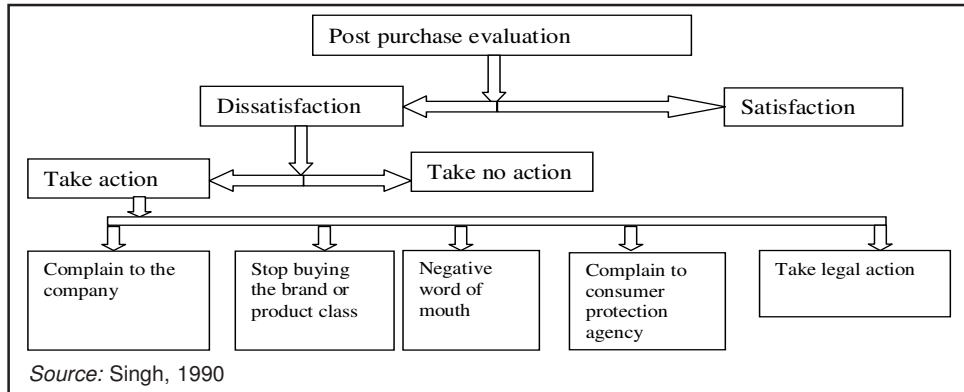 Post purchase evaluation
Dissatisfaction
Satisfaction
Take action
Take no action
Complain to the
company
Stop buying
the brand or
product class
Negative
word of
mouth
Complain to
consumer
protection
agency
Take legal action
Source: Singh, 1990